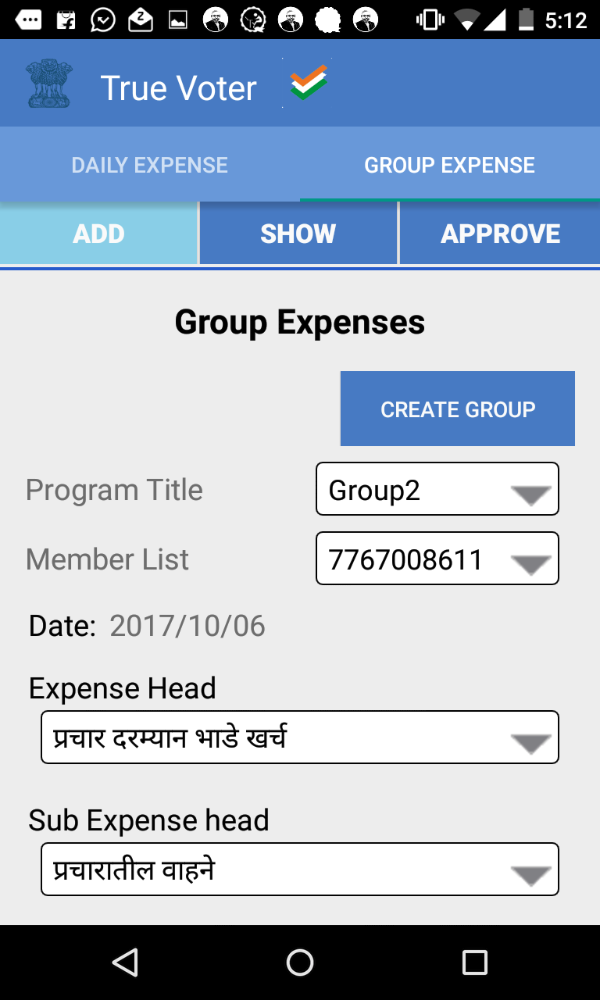 5:12
True Voter
DAILY EXPENSE GROUP EXPENSE
ADD SHOW APPROVE
Group Expenses
CREATE GROUP
Program Title Group2
Member List 7767008611
Date: 2017/10/06
Expense Head
प्रचार दरम्यान भाडे खर्च
Sub Expense head
प्रचारातील वाहने